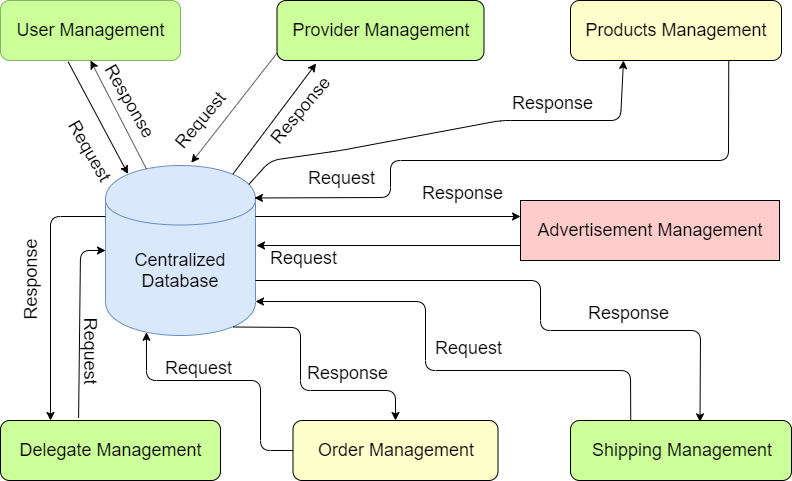 User Management
Provider Management
Products Management
Response
Request
Request
Response
Response
Request
Response
Advertisement Management
Request
Centralized
Database
Response
Request
Response
Request
Request
Response
Delegate Management
Order Management
Shipping Management